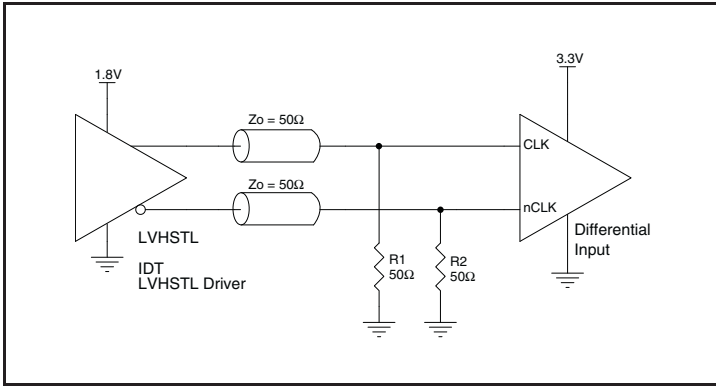 1.8V
3.3V
Zo = 50Ω
CLK
Zo = 50Ω
nCLK
LVHSTL
IDT
LVHSTL Driver
R1
50Ω
R2
50Ω
Differential
Input